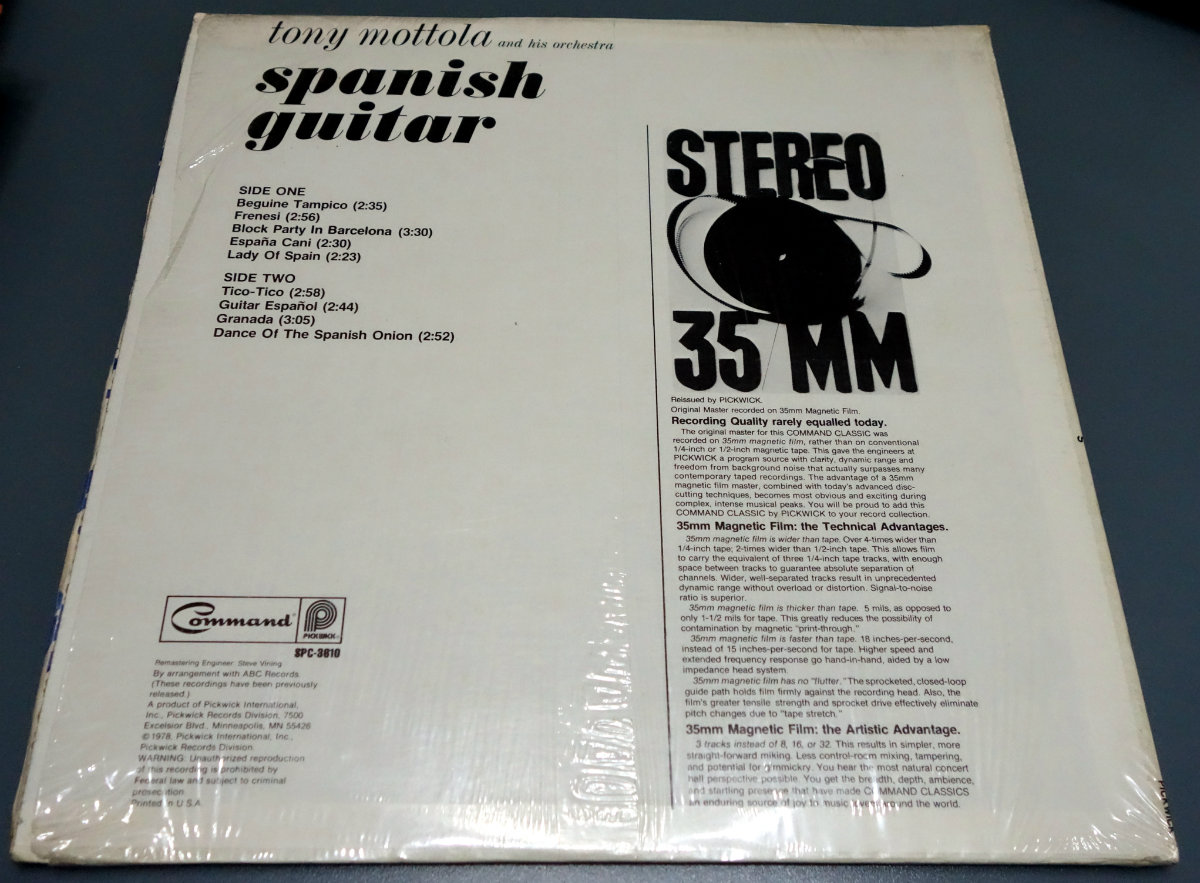 tony mottola and his orchestra
spanish
guitar
SIDE ONE
Beguine Tampico (2:35)
Frenesi (2:56)
Block Party In Barcelona (3:30)
España Cani (2:30)
Lady Of Spain (2:23)
SIDE TWO
Tico-Tico (2:58)
Guitar Español (2:44)
Granada (3:05)
Dance Of The Spanish Onion (2:52)
Command
PICKWICK
SPC-3610
Remastering Engineer: Steve Vining
By arrangement with ABC Records.
(These recordings have been previously
released.)
A product of Pickwick International,
Inc., Pickwick Records Division, 7500
Excelsior Blvd., Minneapolis, MN 55426
©1978, Pickwick International, Inc.,
Pickwick Records Division.
WARNING: Unauthorized reproduction
of this recording is prohibited by
Federal law and subject to criminal
prosecution.
Printed in U.S.A.
STEREO
35 MM
Reissued by PICKWICK.
Original Master recorded on 35mm Magnetic Film.
Recording Quality rarely equalled today.
The original master for this COMMAND CLASSIC was
recorded on 35mm magnetic film, rather than on conventional
1/4-inch or 1/2-inch magnetic tape. This gave the engineers at
PICKWICK a program source with clarity, dynamic range and
freedom from background noise that actually surpasses many
contemporary taped recordings. The advantage of a 35mm
magnetic film master, combined with today's advanced disc-
cutting techniques, becomes most obvious and exciting during
complex, intense musical peaks. You will be proud to add this
COMMAND CLASSIC by PICKWICK to your record collection.
35mm Magnetic Film: the Technical Advantages.
35mm magnetic film is wider than tape. Over 4-times wider than
1/4-inch tape; 2-times wider than 1/2-inch tape. This allows film
to carry the equivalent of three 1/4-inch tape tracks, with enough
space between tracks to guarantee absolute separation of
channels. Wider, well-separated tracks result in unprecedented
dynamic range without overload or distortion. Signal-to-noise
ratio is superior.
35mm magnetic film is thicker than tape. 5 mils, as opposed to
only 1-1/2 mils for tape. This greatly reduces the possibility of
contamination by magnetic "print-through."
35mm magnetic film is faster than tape. 18 inches-per-second,
instead of 15 inches-per-second for tape. Higher speed and
extended frequency response go hand-in-hand, aided by a low
impedance head system.
35mm magnetic film has no "flutter." The sprocketed, closed-loop
guide path holds film firmly against the recording head. Also, the
film's greater tensile strength and sprocket drive effectively eliminate
pitch changes due to "tape stretch."
35mm Magnetic Film: the Artistic Advantage.
3 tracks instead of 8, 16, or 32. This results in simpler, more
straight-forward miking. Less control-room mixing, tampering,
and potential for gimmickry. You hear the most natural concert
hall perspective possible. You get the breadth, depth, ambience,
and startling presence that have made COMMAND CLASSICS
an enduring source of joy to music lovers around the world.